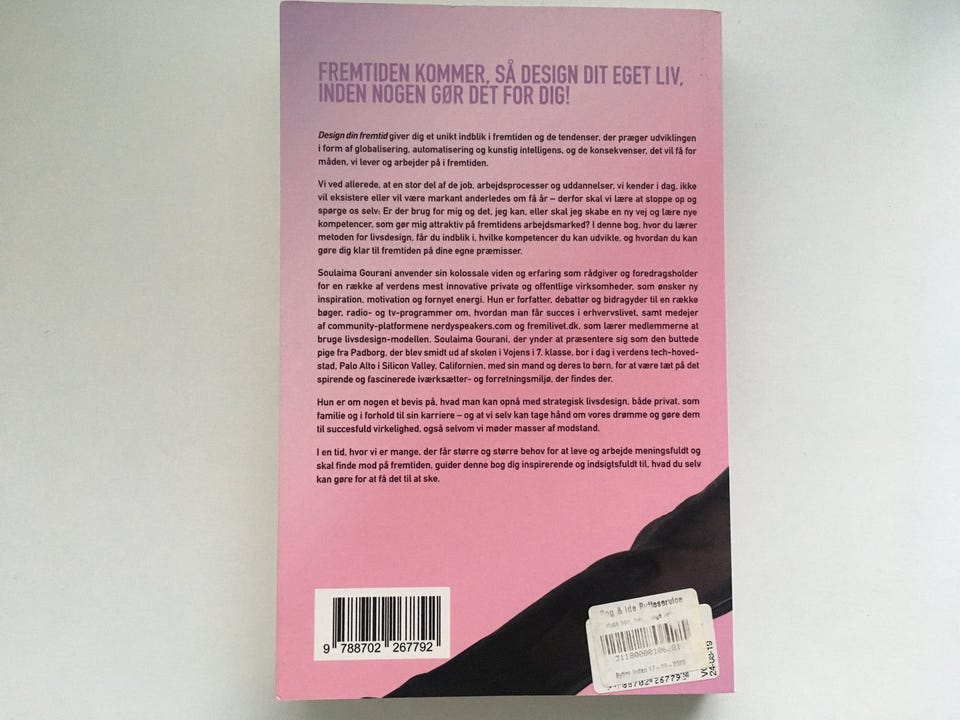 FREMTIDEN KOMMER, SÅ DESIGN DIT EGET LIV,
INDEN NOGEN GØR DET FOR DIG!
Design din fremtid giver dig et unikt indblik i fremtiden og de tendenser, der præger udviklingen
i form af globalisering, automatisering og kunstig intelligens, og de konsekvenser, det vil få for
måden, vi lever og arbejder på i fremtiden.
Vi ved allerede, at en stor del af de job, arbejdsprocesser og uddannelser, vi kender i dag, ikke
vil eksistere eller vil være markant anderledes om få år – derfor skal vi lære at stoppe op og
spørge os selv: Er der brug for mig og det, jeg kan, eller skal jeg skabe en ny vej og lære nye
kompetencer, som gør mig attraktiv på fremtidens arbejdsmarked? I denne bog, hvor du lærer
metoden for livsdesign, får du indblik i, hvilke kompetencer du kan udvikle, og hvordan du kan
gøre dig klar til fremtiden på dine egne præmisser.
Soulaima Gourani anvender sin kolossale viden og erfaring som rådgiver og foredragsholder
for en række af verdens mest innovative private og offentlige virksomheder, som ønsker ny
inspiration, motivation og fornyet energi. Hun er forfatter, debattør og bidragyder til en række
bøger, radio- og tv-programmer om, hvordan man får succes i erhvervslivet, samt medejer
af community-platformene nerdyspeakers.com og fremilivet.dk, som lærer medlemmerne at
bruge livsdesign-modellen. Soulaima Gourani, der ynder at præsentere sig som den buttede
pige fra Padborg, der blev smidt ud af skolen i Vojens i 7. klasse, bor i dag i verdens tech-hoved-
stad, Palo Alto i Silicon Valley, Californien, med sin mand og deres to børn, for at være tæt på det
spirende og fascinerede iværksætter- og forretningsmiljø, der findes der.
Hun er om nogen et bevis på, hvad man kan opnå med strategisk livsdesign, både privat, som
familie og i forhold til sin karriere – og at vi selv kan tage hånd om vores drømme og gøre dem
til succesfuld virkelighed, også selvom vi møder masser af modstand.
I en tid, hvor vi er mange, der får større og større behov for at leve og arbejde meningsfuldt og
skal finde mod på fremtiden, guider denne bog dig inspirerende og indsigtsfuldt til, hvad du selv
kan gøre for at få det til at ske.
9 788702 267792
Bog & Ide Bytteservice
Byttes inden
24-08-19